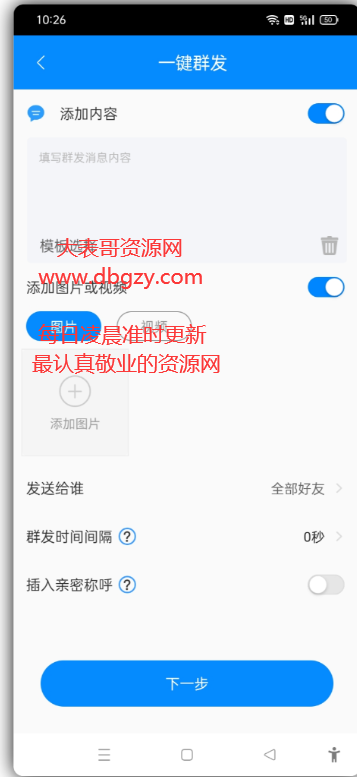 10:26
HD
5G
50
一键群发
添加内容
填写群发消息内容
模板选择
大表哥资源网
www.dbgzy.com
添加图片或视频
图片
视频
每日凌晨准时更新
最认真敬业的资源网
添加图片
发送给谁
全部好友
群发时间间隔 ?
0秒
插入亲密称呼 ?
下一步